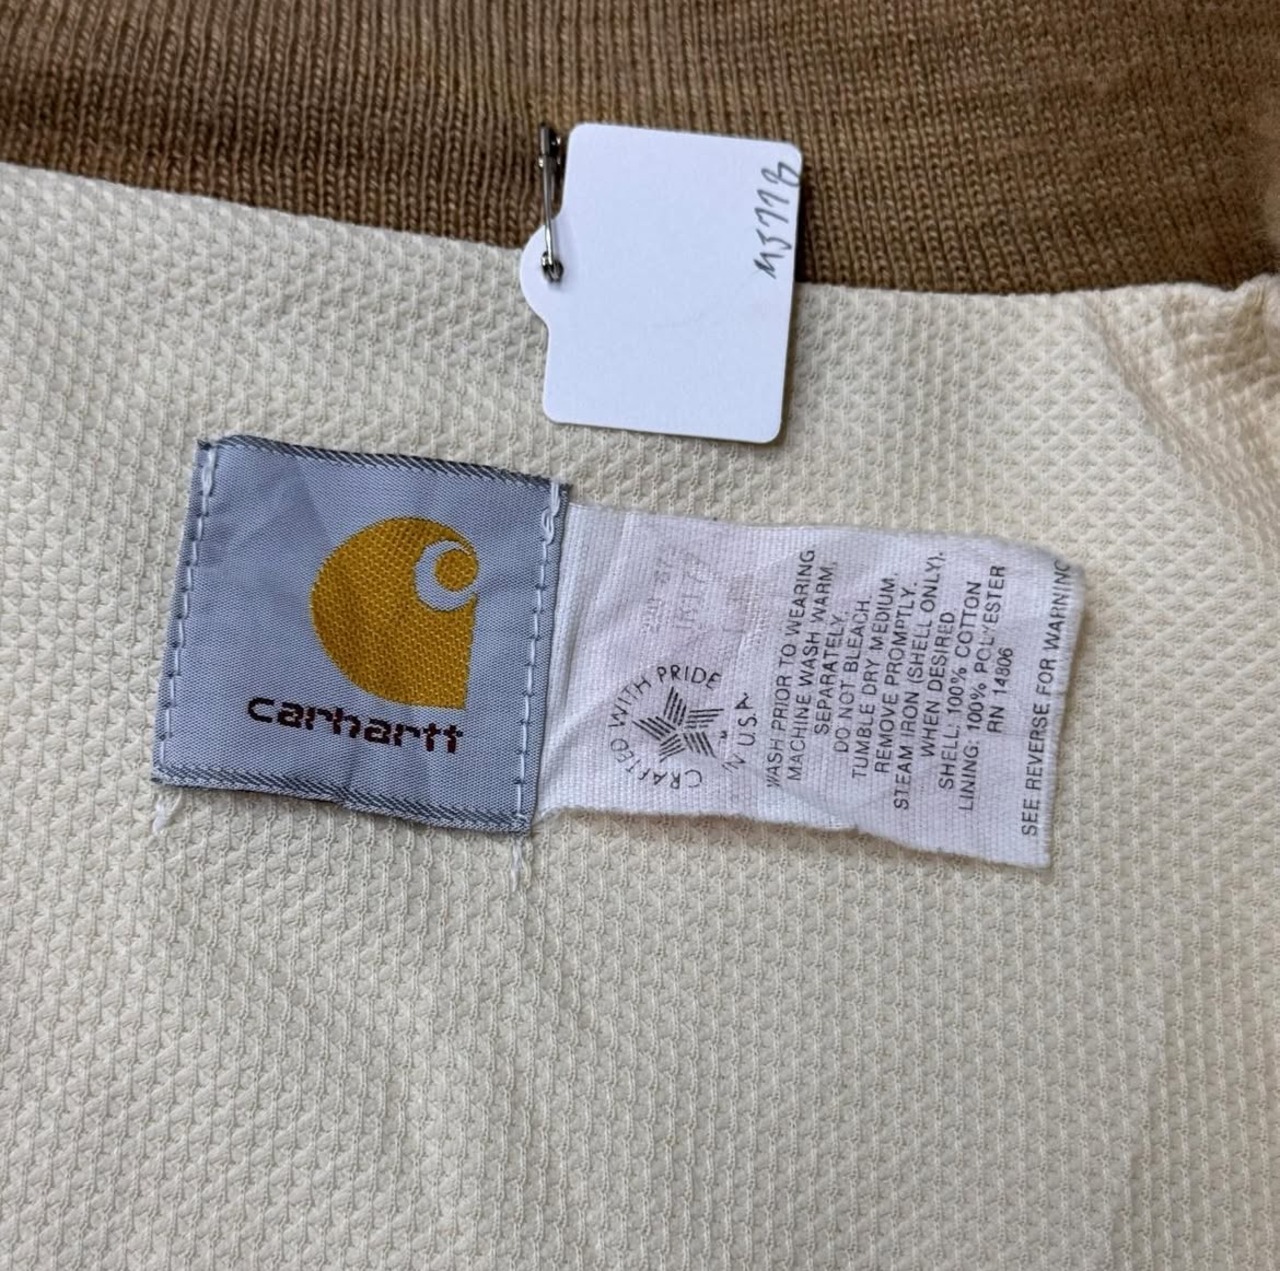 MJ778
carhartt
CRAFTED WITH PRIDE
IN U.S.A.
WASH PRIOR TO WEARING
MACHINE WASH WARM,
SEPARATELY.
DO NOT BLEACH.
TUMBLE DRY MEDIUM.
REMOVE PROMPTLY.
STEAM IRON (SHELL ONLY).
WHEN DESIRED.
SHELL: 100% COTTON
LINING: 100% POLYESTER
RN 14806
SEE REVERSE FOR WARNING